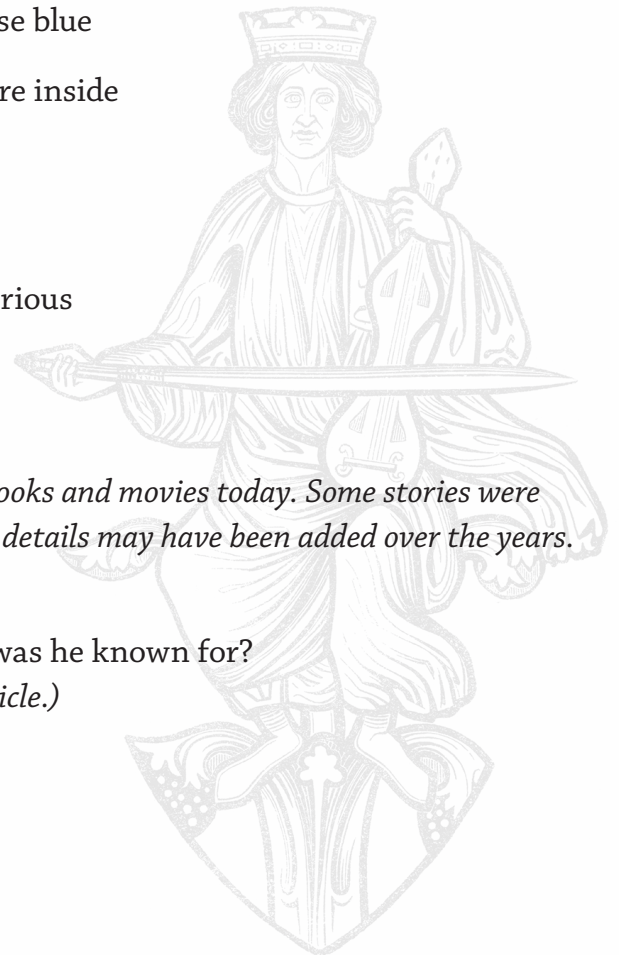 se blue
re inside
rious
ooks and movies today. Some stories were
details may have been added over the years.
was he known for?
icle.)